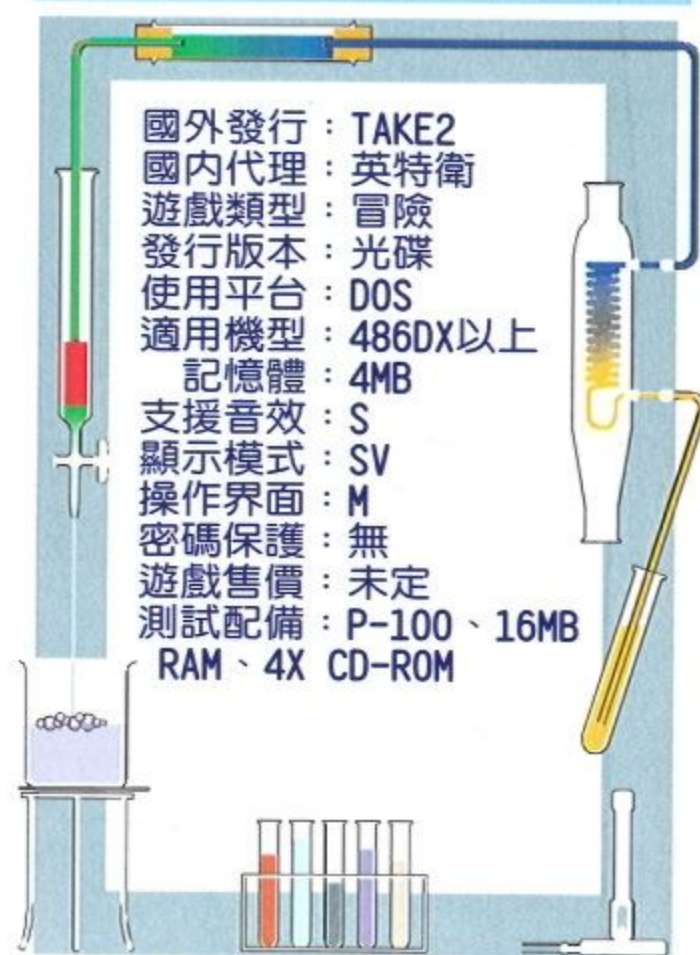 國外發行：TAKE2
國內代理：英特衛
遊戲類型：冒險
發行版本：光碟
使用平台：DOS
適用機型：486DX以上
記憶體：4MB
支援音效：S
顯示模式：SV
操作界面：M
密碼保護：無
遊戲售價：未定
測試配備：P-100、16MB
RAM、4X CD-ROM